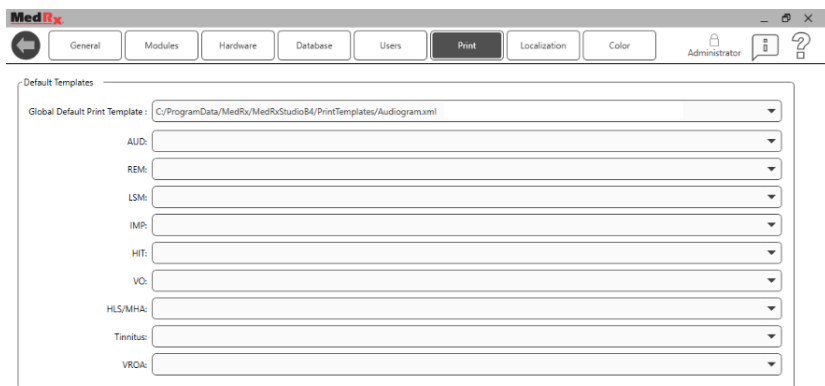 MedRx
General Modules Hardware Database Users Print Localization Color Administrator
Default Templates
Global Default Print Template : C:/ProgramData/MedRx/MedRxStudioB4/PrintTemplates/Audiogram.xml
AUD:
REM:
LSM:
IMP:
HIT:
VO:
HLS/MHA:
Tinnitus:
VROA: